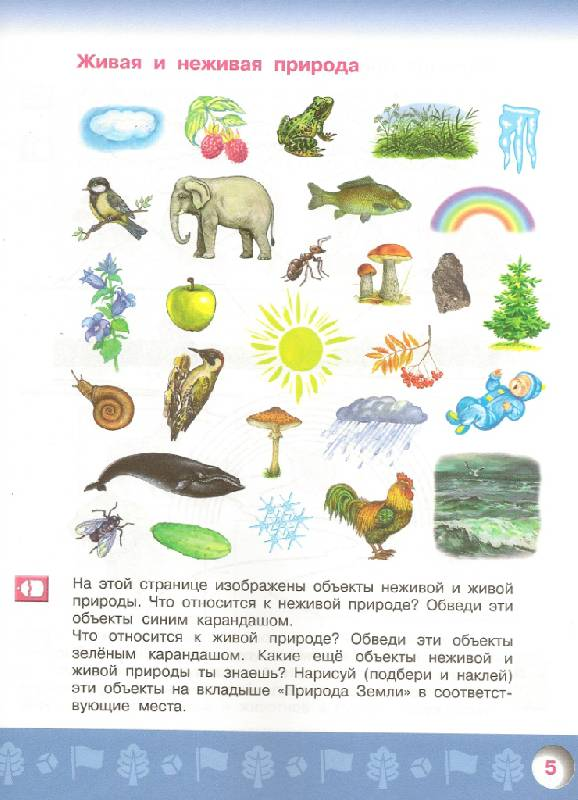 Живая и неживая природа
На этой странице изображены объекты неживой и живой
природы. Что относится к неживой природе? Обведи эти
объекты синим карандашом.
Что относится к живой природе? Обведи эти объекты
зелёным карандашом. Какие ещё объекты неживой и
живой природы ты знаешь? Нарисуй (подбери и наклей)
эти объекты на вкладыше «Природа Земли» в соответст-
вующие места.
5